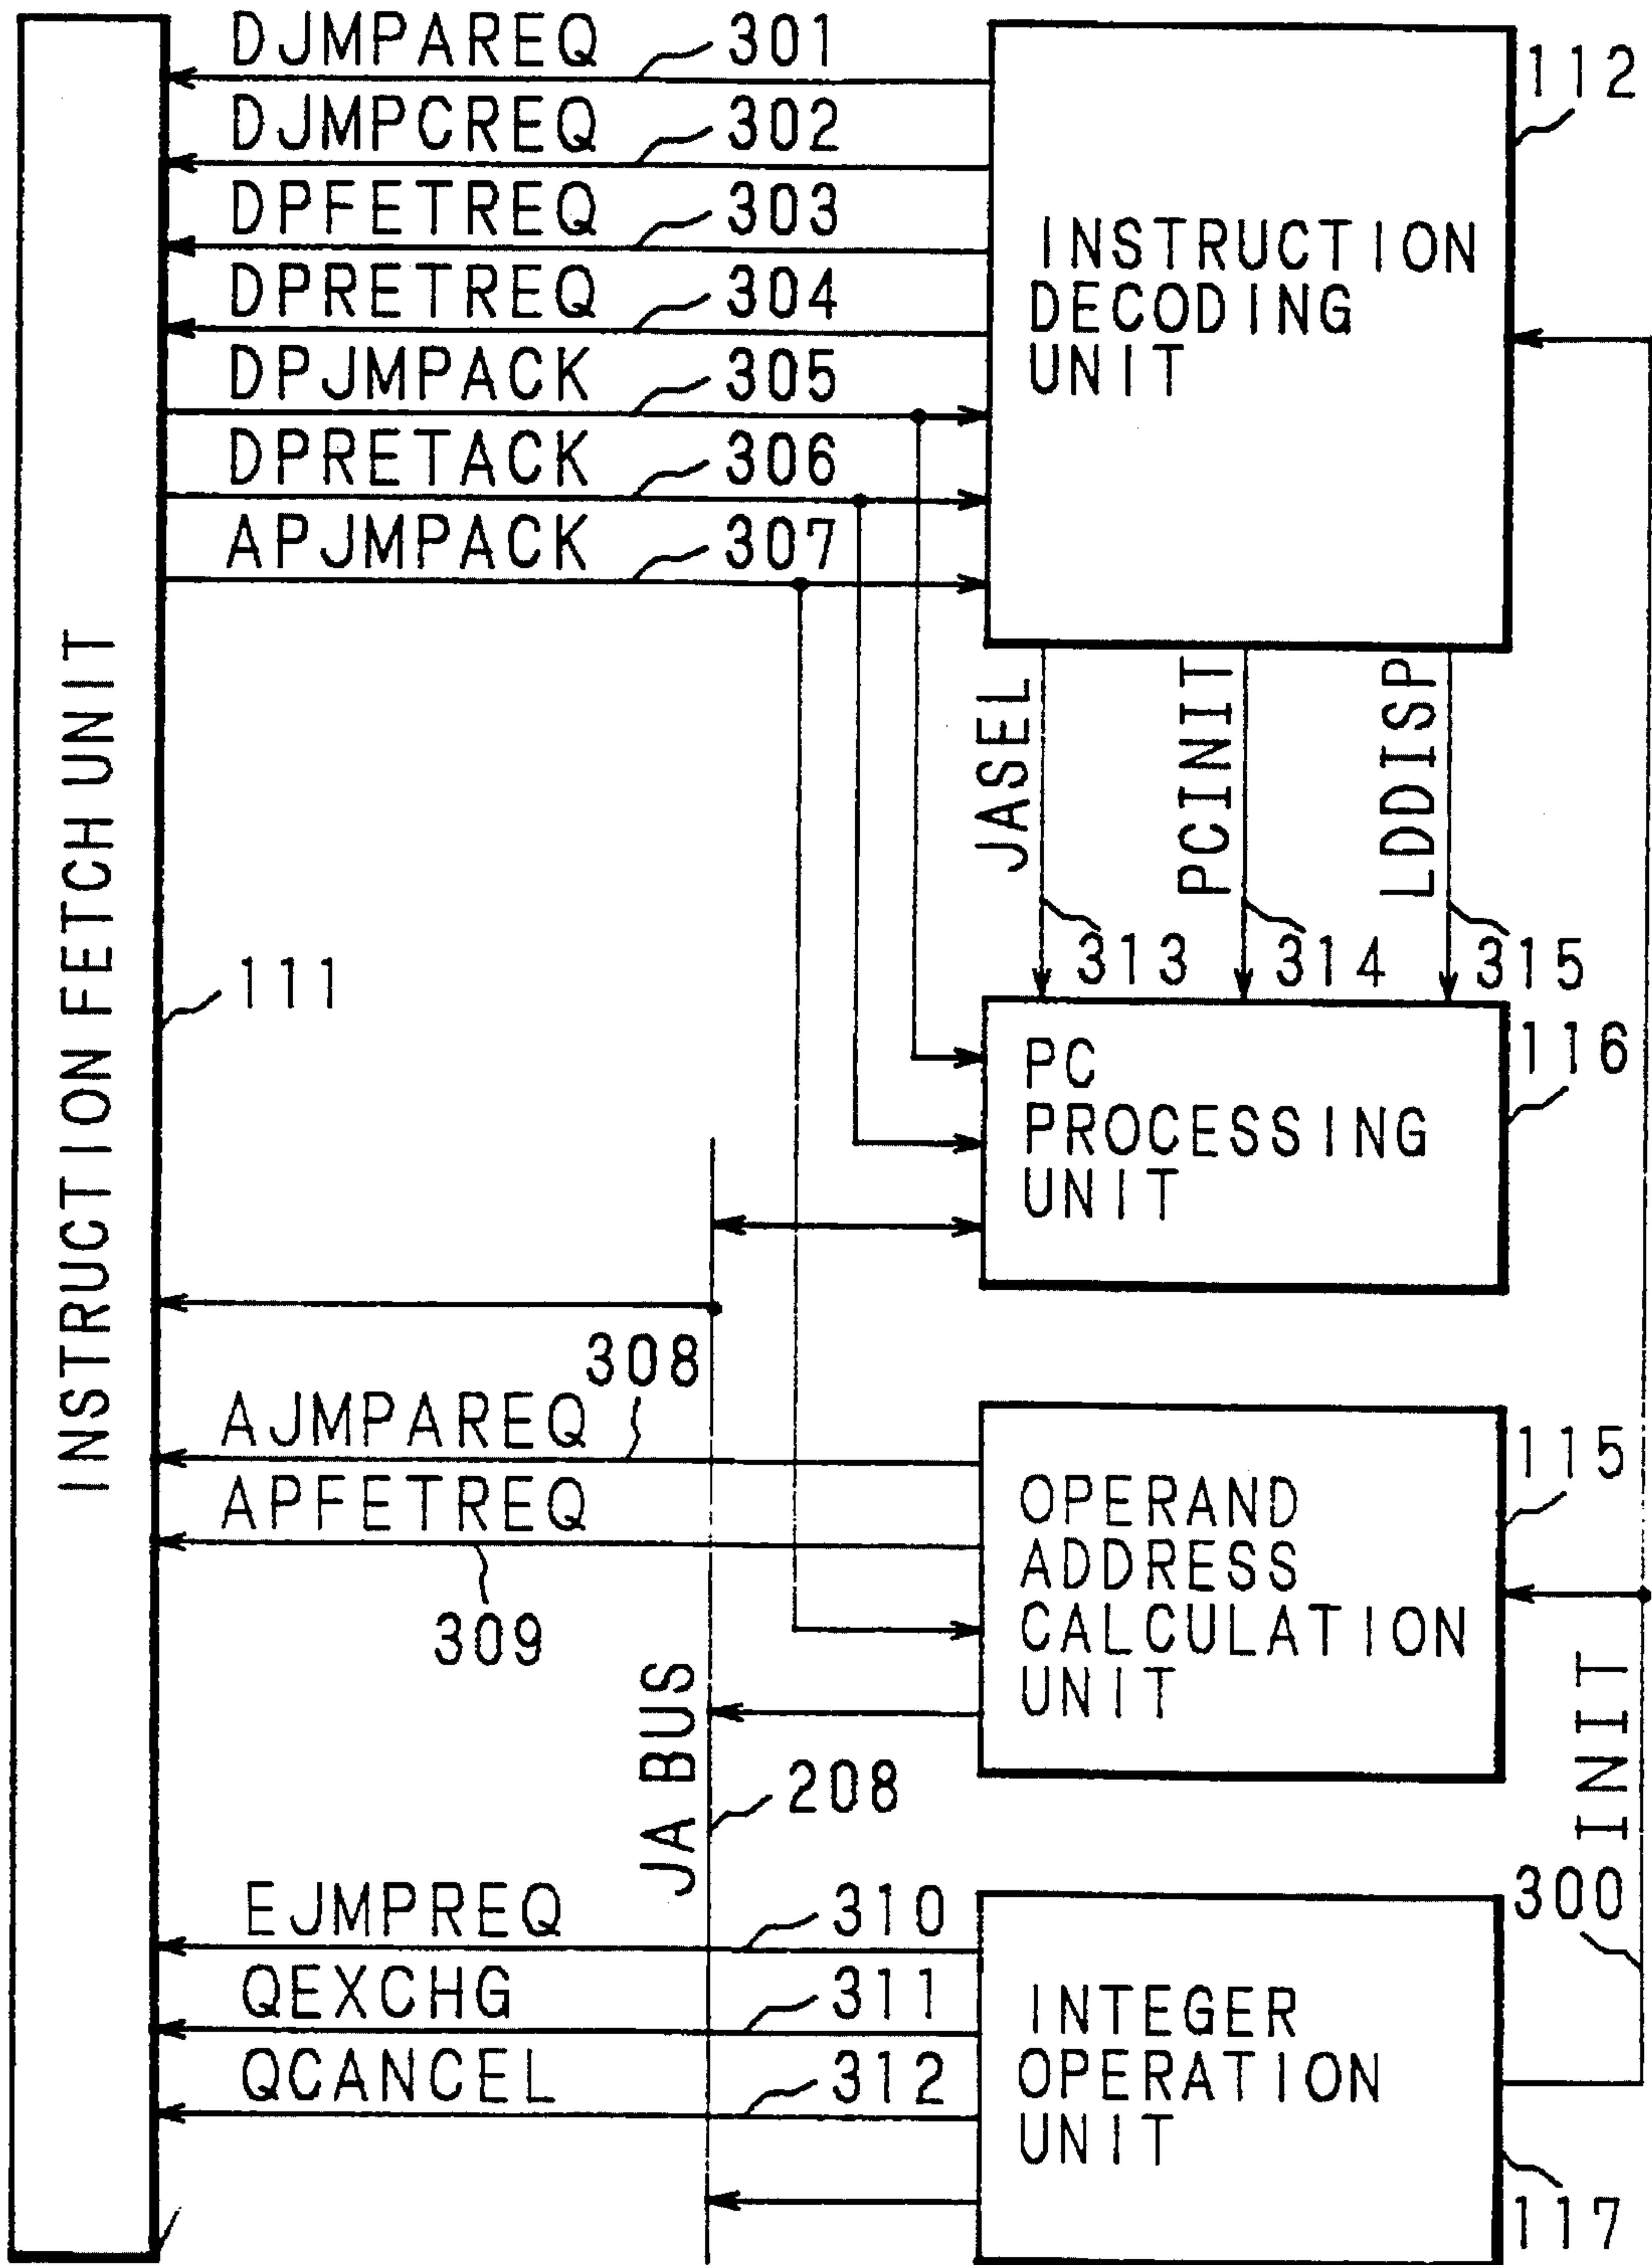 DJMPAREQ 301
DJMPCREQ 302
DPFETREQ 303
DPRETREQ 304
DPJMPACK 305
DPRETACK 306
APJMPACK 307
112
INSTRUCTION
DECODING
UNIT
INSTRUCTION FETCH UNIT
111
JASEL
PCINIT
LDDISP
313
314
315
116
PC
PROCESSING
UNIT
308
AJMPAREQ
APFETREQ
309
115
OPERAND
ADDRESS
CALCULATION
UNIT
JA BUS
208
INIT
300
EJMPREQ 310
QEXCHG 311
QCANCEL 312
INTEGER
OPERATION
UNIT
117